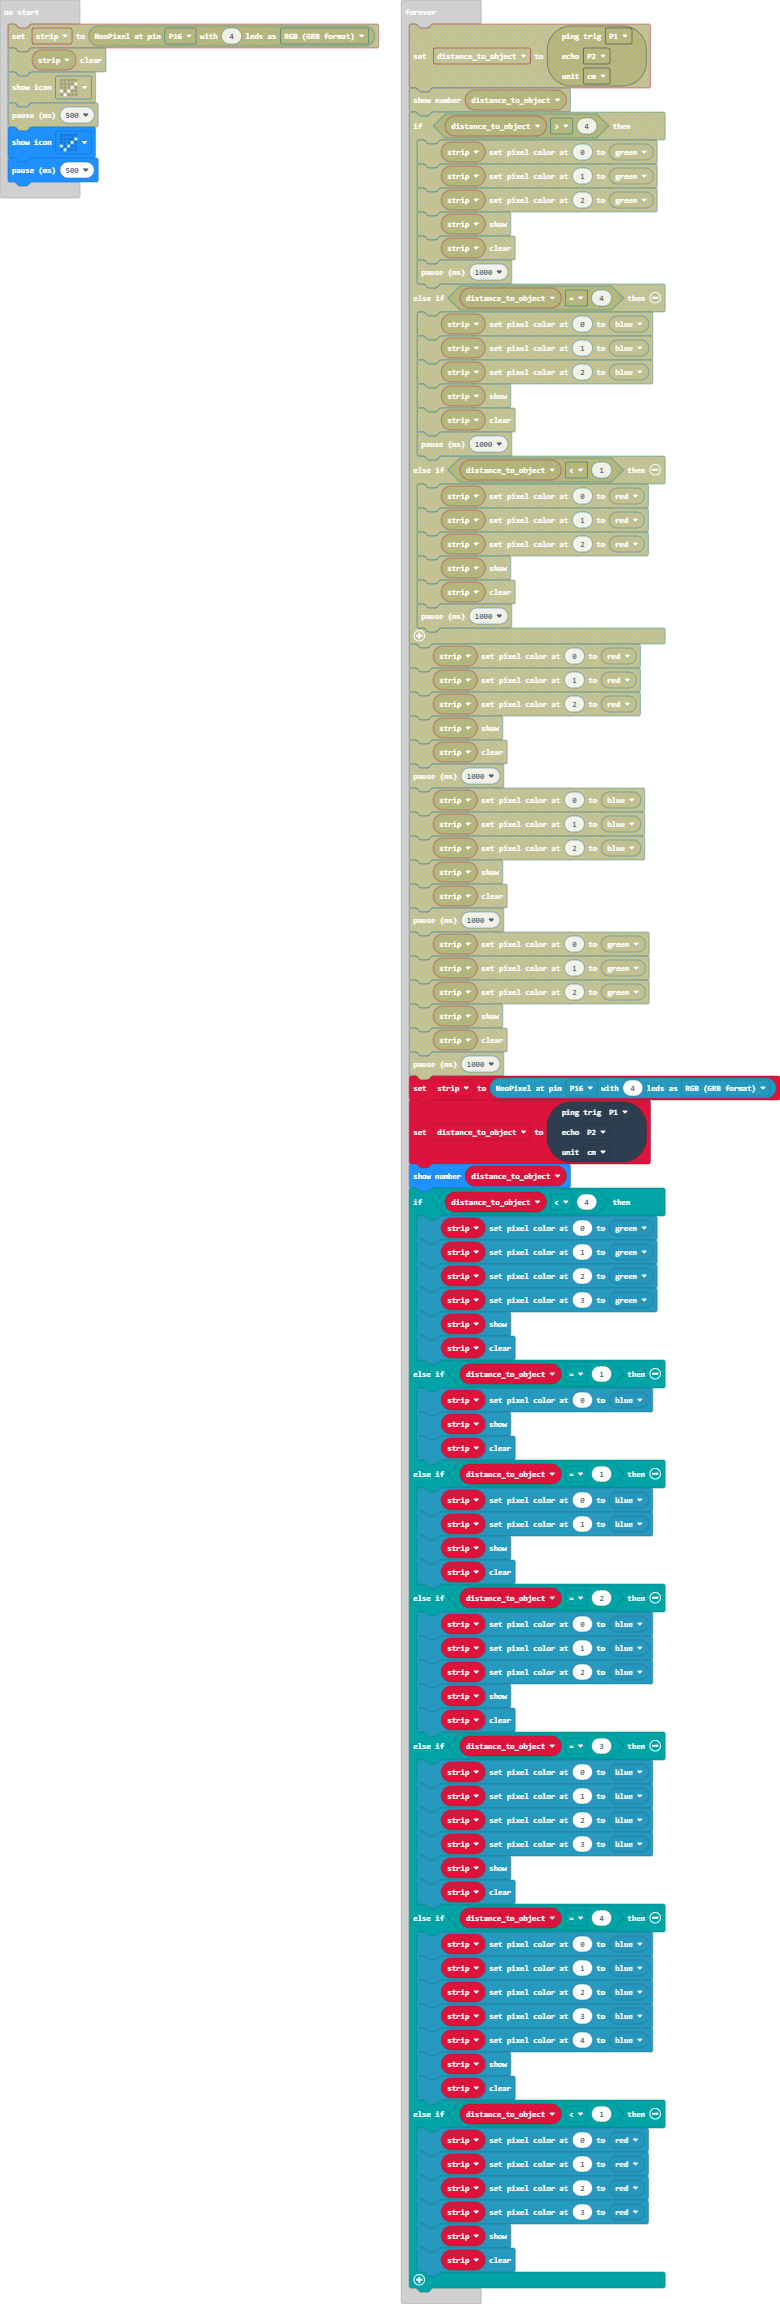 on start
set strip to NeoPixel at pin P16 with 4 leds as RGB (GRB format)
strip clear
show icon
pause (ms) 500
show icon
pause (ms) 500
forever
set distance_to_object to ping trig P1
echo P2
unit cm
show number distance_to_object
if distance_to_object > 4 then
strip set pixel color at 0 to green
strip set pixel color at 1 to green
strip set pixel color at 2 to green
strip show
strip clear
pause (ms) 1000
else if distance_to_object = 4 then
strip set pixel color at 0 to blue
strip set pixel color at 1 to blue
strip set pixel color at 2 to blue
strip show
strip clear
pause (ms) 1000
else if distance_to_object < 1 then
strip set pixel color at 0 to red
strip set pixel color at 1 to red
strip set pixel color at 2 to red
strip show
strip clear
pause (ms) 1000
strip set pixel color at 0 to red
strip set pixel color at 1 to red
strip set pixel color at 2 to red
strip show
strip clear
pause (ms) 1000
strip set pixel color at 0 to blue
strip set pixel color at 1 to blue
strip set pixel color at 2 to blue
strip show
strip clear
pause (ms) 1000
strip set pixel color at 0 to green
strip set pixel color at 1 to green
strip set pixel color at 2 to green
strip show
strip clear
pause (ms) 1000
set strip to NeoPixel at pin P16 with 4 leds as RGB (GRB format)
set distance_to_object to ping trig P1
echo P2
unit cm
show number distance_to_object
if distance_to_object < 4 then
strip set pixel color at 0 to green
strip set pixel color at 1 to green
strip set pixel color at 2 to green
strip set pixel color at 3 to green
strip show
strip clear
else if distance_to_object = 1 then
strip set pixel color at 0 to blue
strip show
strip clear
else if distance_to_object = 1 then
strip set pixel color at 0 to blue
strip set pixel color at 1 to blue
strip show
strip clear
else if distance_to_object = 2 then
strip set pixel color at 0 to blue
strip set pixel color at 1 to blue
strip set pixel color at 2 to blue
strip show
strip clear
else if distance_to_object = 3 then
strip set pixel color at 0 to blue
strip set pixel color at 1 to blue
strip set pixel color at 2 to blue
strip set pixel color at 3 to blue
strip show
strip clear
else if distance_to_object = 4 then
strip set pixel color at 0 to blue
strip set pixel color at 1 to blue
strip set pixel color at 2 to blue
strip set pixel color at 3 to blue
strip set pixel color at 4 to blue
strip show
strip clear
else if distance_to_object < 1 then
strip set pixel color at 0 to red
strip set pixel color at 1 to red
strip set pixel color at 2 to red
strip set pixel color at 3 to red
strip show
strip clear